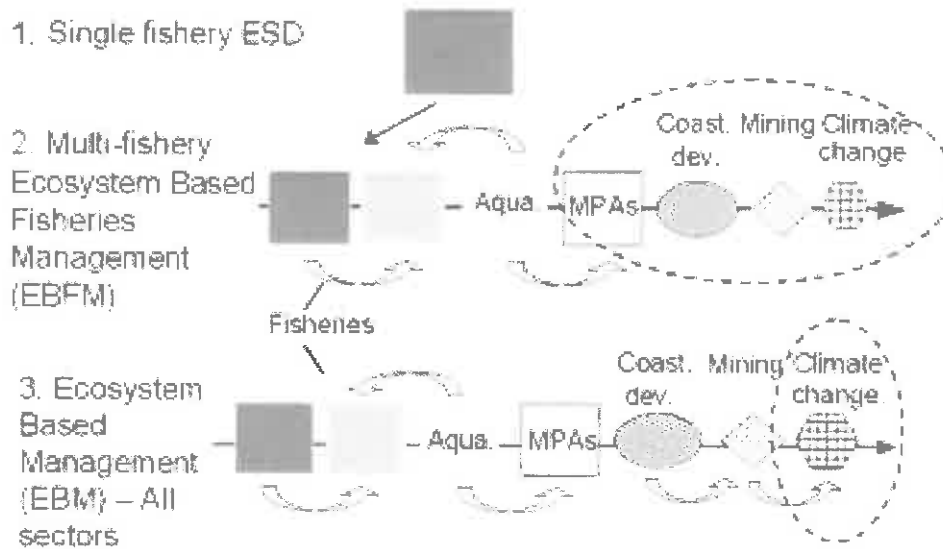 1. Single fishery ESD
2. Multi-fishery
Ecosystem Based
Fisheries
Management
(EBFM)
Aqua.
MPAs
Coast. Mining Climate
dev. change
Fisheries
3. Ecosystem
Based
Management
(EBM) – All
sectors
Aqua.
MPAs
Coast. Mining Climate
dev. change